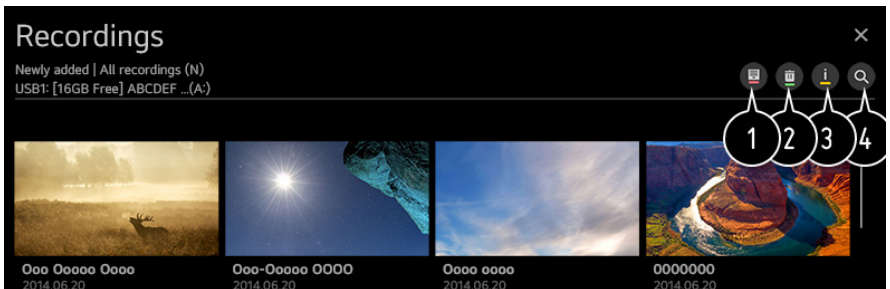 Recordings
Newly added | All recordings (N)
USB1: [16GB Free] ABCDEF ...(A:)
1 2 3 4
Ooo Ooooo Oooo Ooo-Ooooo OOOO Oooo oooo OOOOOOO
2014.06.20 2014.06.20 2014.06.20 2014.06.20